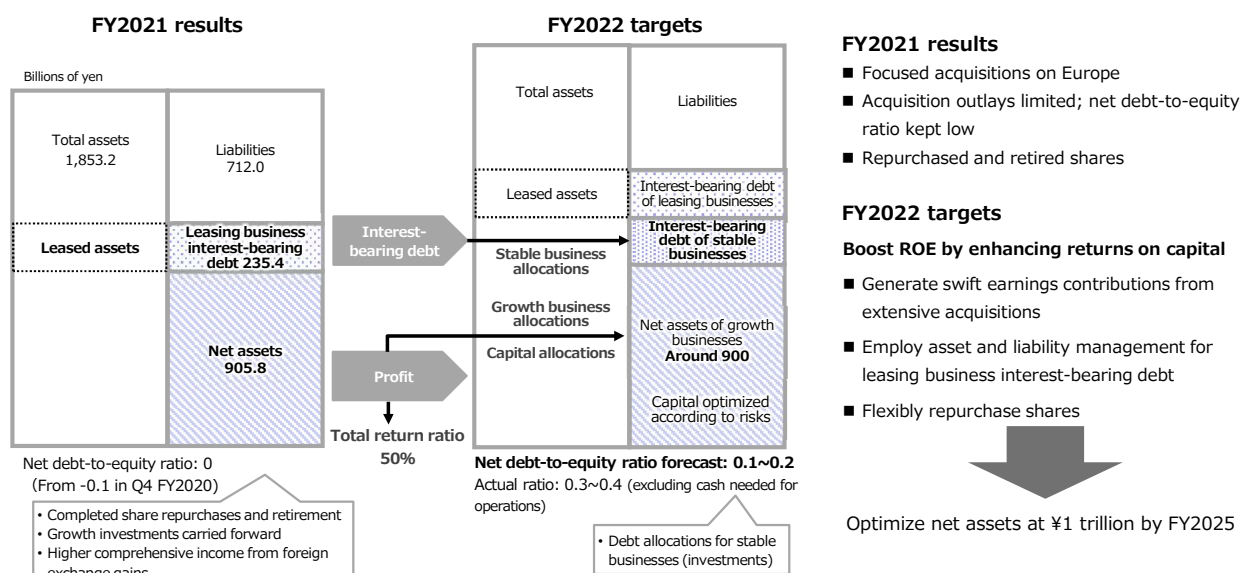 FY2021 results
Billions of yen
Total assets
1,853.2
Liabilities
712.0
Leased assets
Leasing business
interest-bearing
debt 235.4
Net assets
905.8
Net debt-to-equity ratio: 0
(From -0.1 in Q4 FY2020)
• Completed share repurchases and retirement
• Growth investments carried forward
• Higher comprehensive income from foreign
exchange gains
Interest-
bearing debt
Stable business
allocations
Growth business
allocations
Capital allocations
Profit
Total return ratio
50%
FY2022 targets
Total assets
Liabilities
Leased assets
Interest-bearing debt
of leasing businesses
Interest-bearing
debt of stable
businesses
Net assets of growth
businesses
Around 900
Capital optimized
according to risks
Net debt-to-equity ratio forecast: 0.1~0.2
Actual ratio: 0.3~0.4 (excluding cash needed for
operations)
• Debt allocations for stable
businesses (investments)
FY2021 results
■ Focused acquisitions on Europe
■ Acquisition outlays limited; net debt-to-equity
ratio kept low
■ Repurchased and retired shares
FY2022 targets
Boost ROE by enhancing returns on capital
■ Generate swift earnings contributions from
extensive acquisitions
■ Employ asset and liability management for
leasing business interest-bearing debt
■ Flexibly repurchase shares
Optimize net assets at ¥1 trillion by FY2025